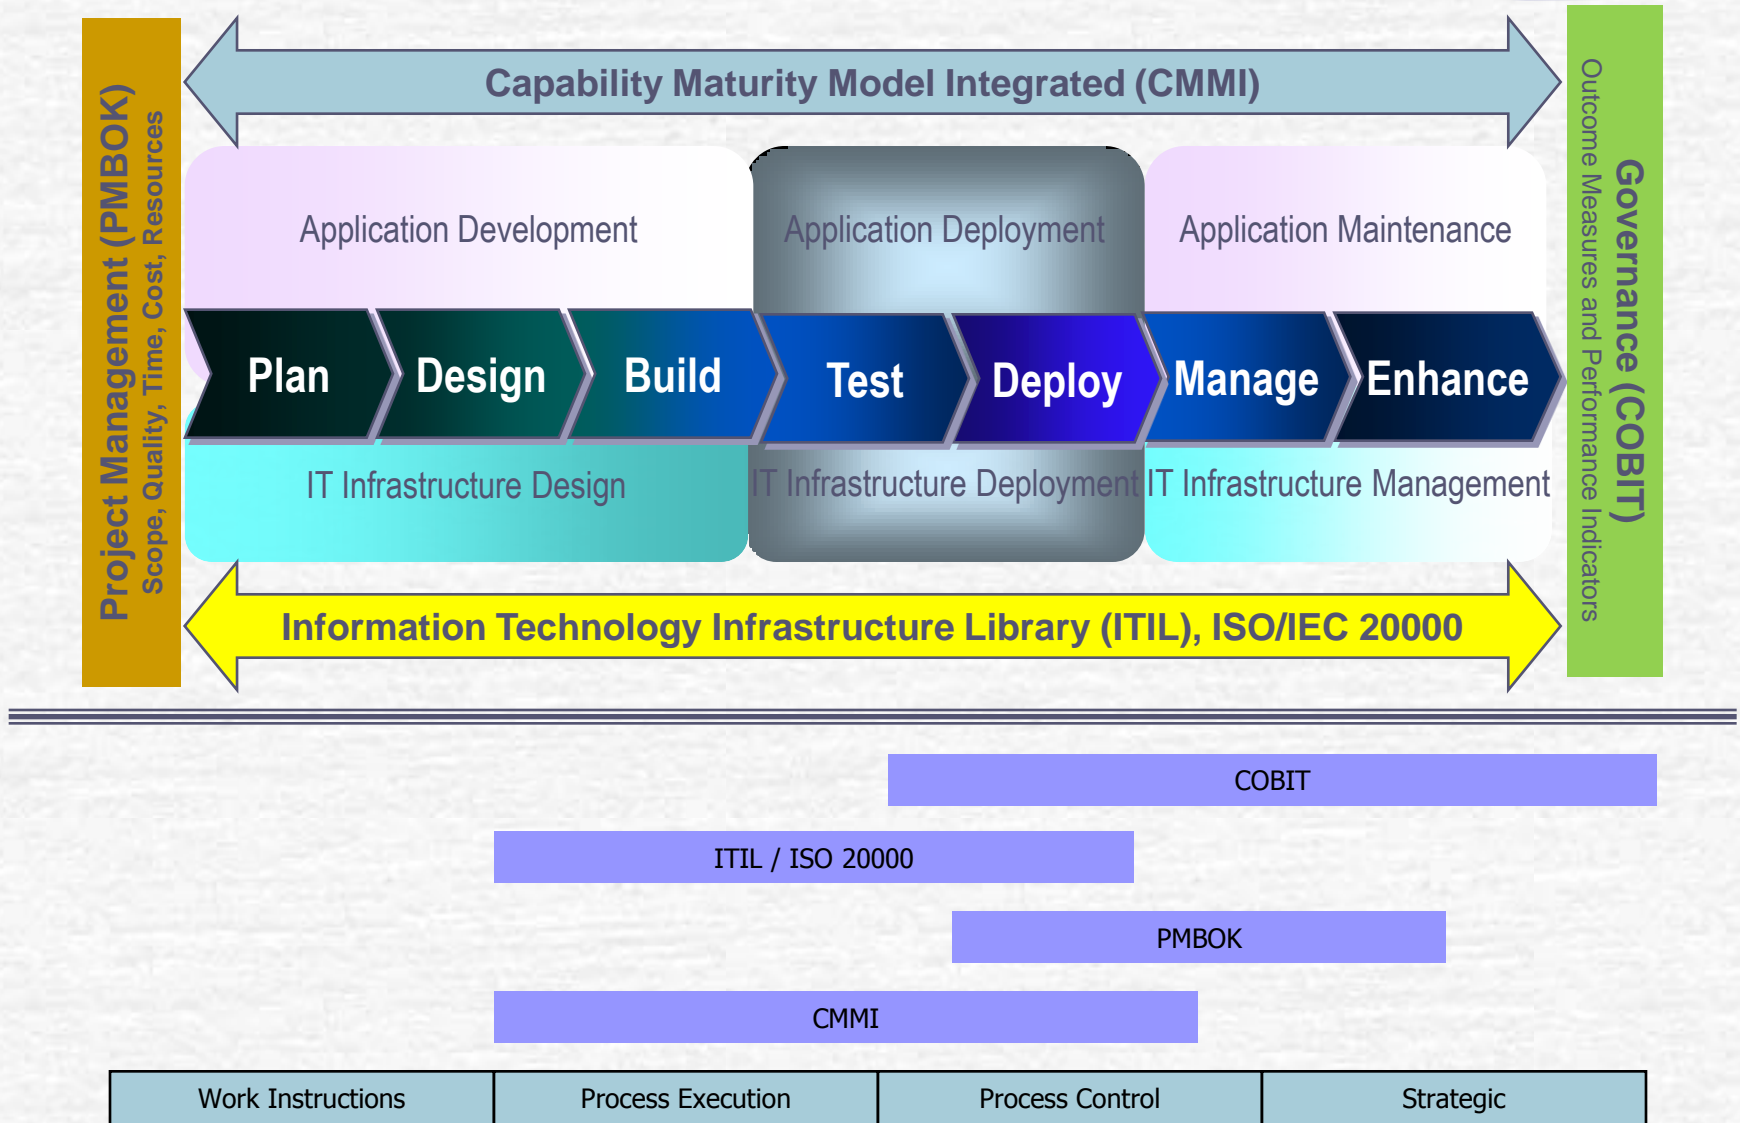 Capability Maturity Model Integrated (CMMI)
Project Management (PMBOK)
Scope, Quality, Time, Cost, Resources
Governance (COBIT)
Outcome Measures and Performance Indicators
Application Development
Application Deployment
Application Maintenance
Plan
Design
Build
Test
Deploy
Manage
Enhance
IT Infrastructure Design
IT Infrastructure Deployment
IT Infrastructure Management
Information Technology Infrastructure Library (ITIL), ISO/IEC 20000
COBIT
ITIL / ISO 20000
PMBOK
CMMI
Work Instructions
Process Execution
Process Control
Strategic